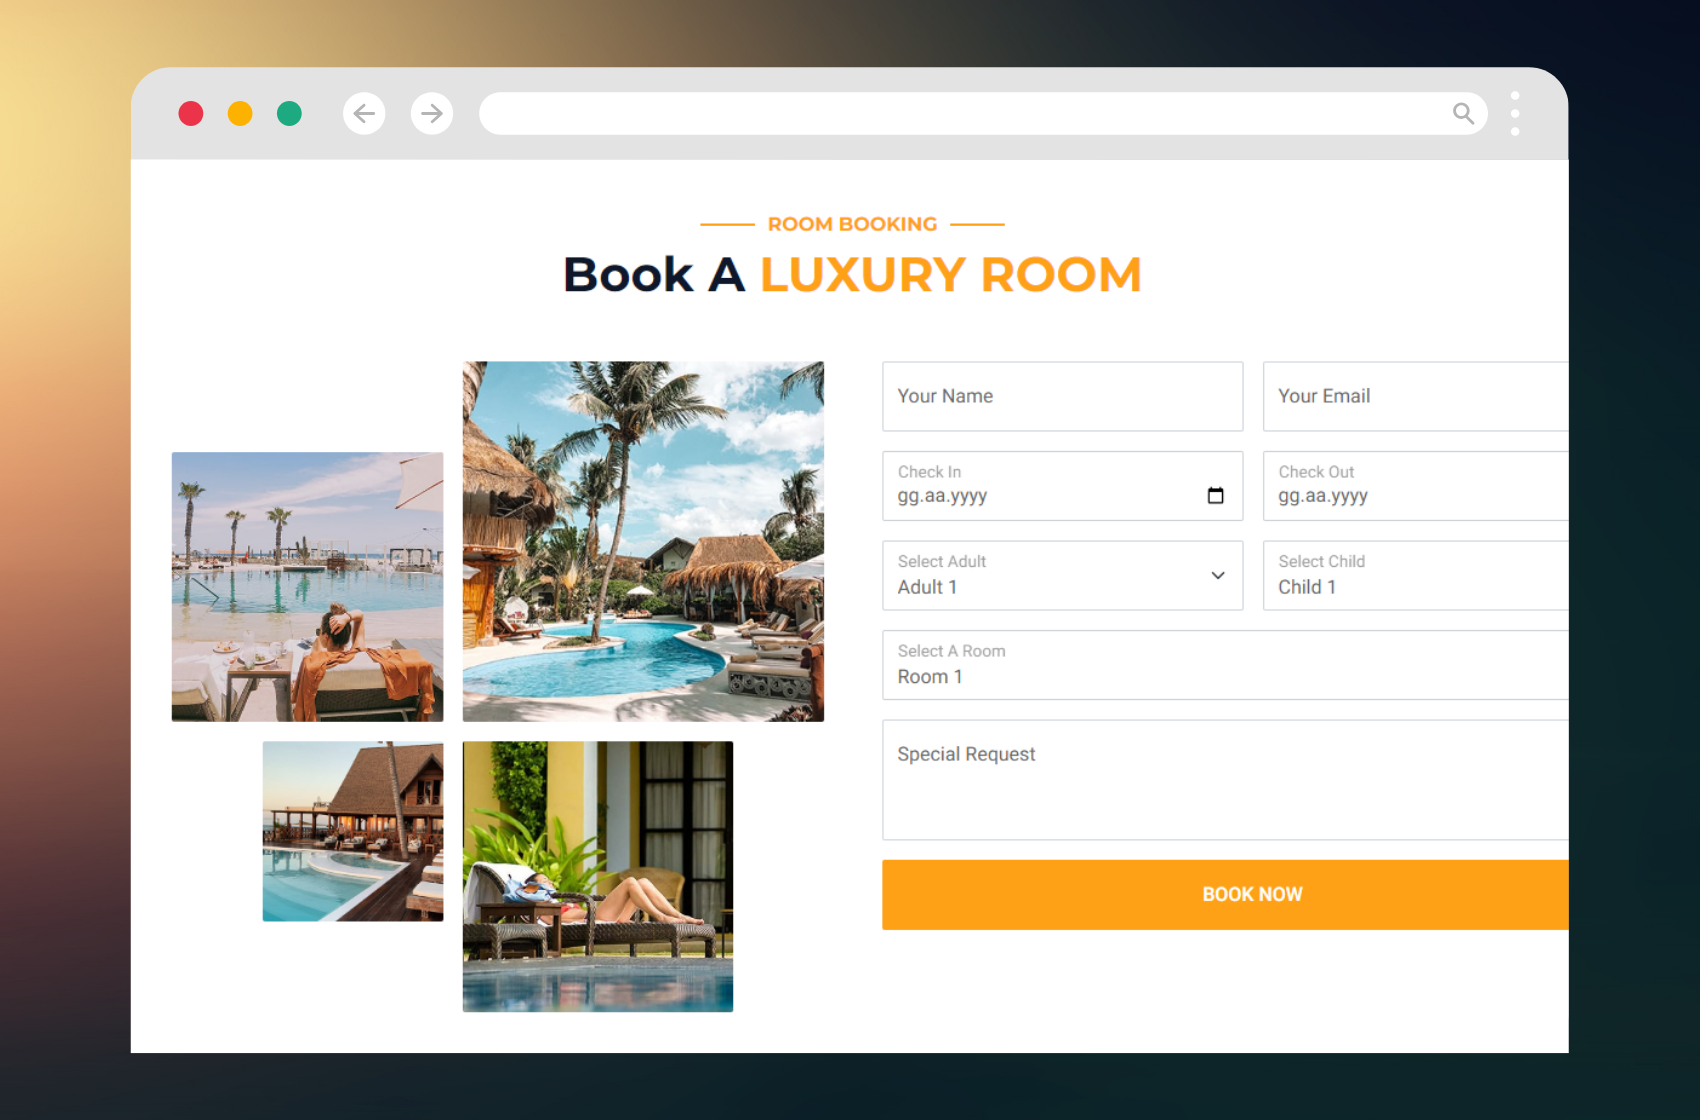 ROOM BOOKING
Book A LUXURY ROOM
Your Name
Your Email
Check In
gg.aa.yyyy
Check Out
gg.aa.yyyy
Select Adult
Adult 1
Select Child
Child 1
Select A Room
Room 1
Special Request
BOOK NOW